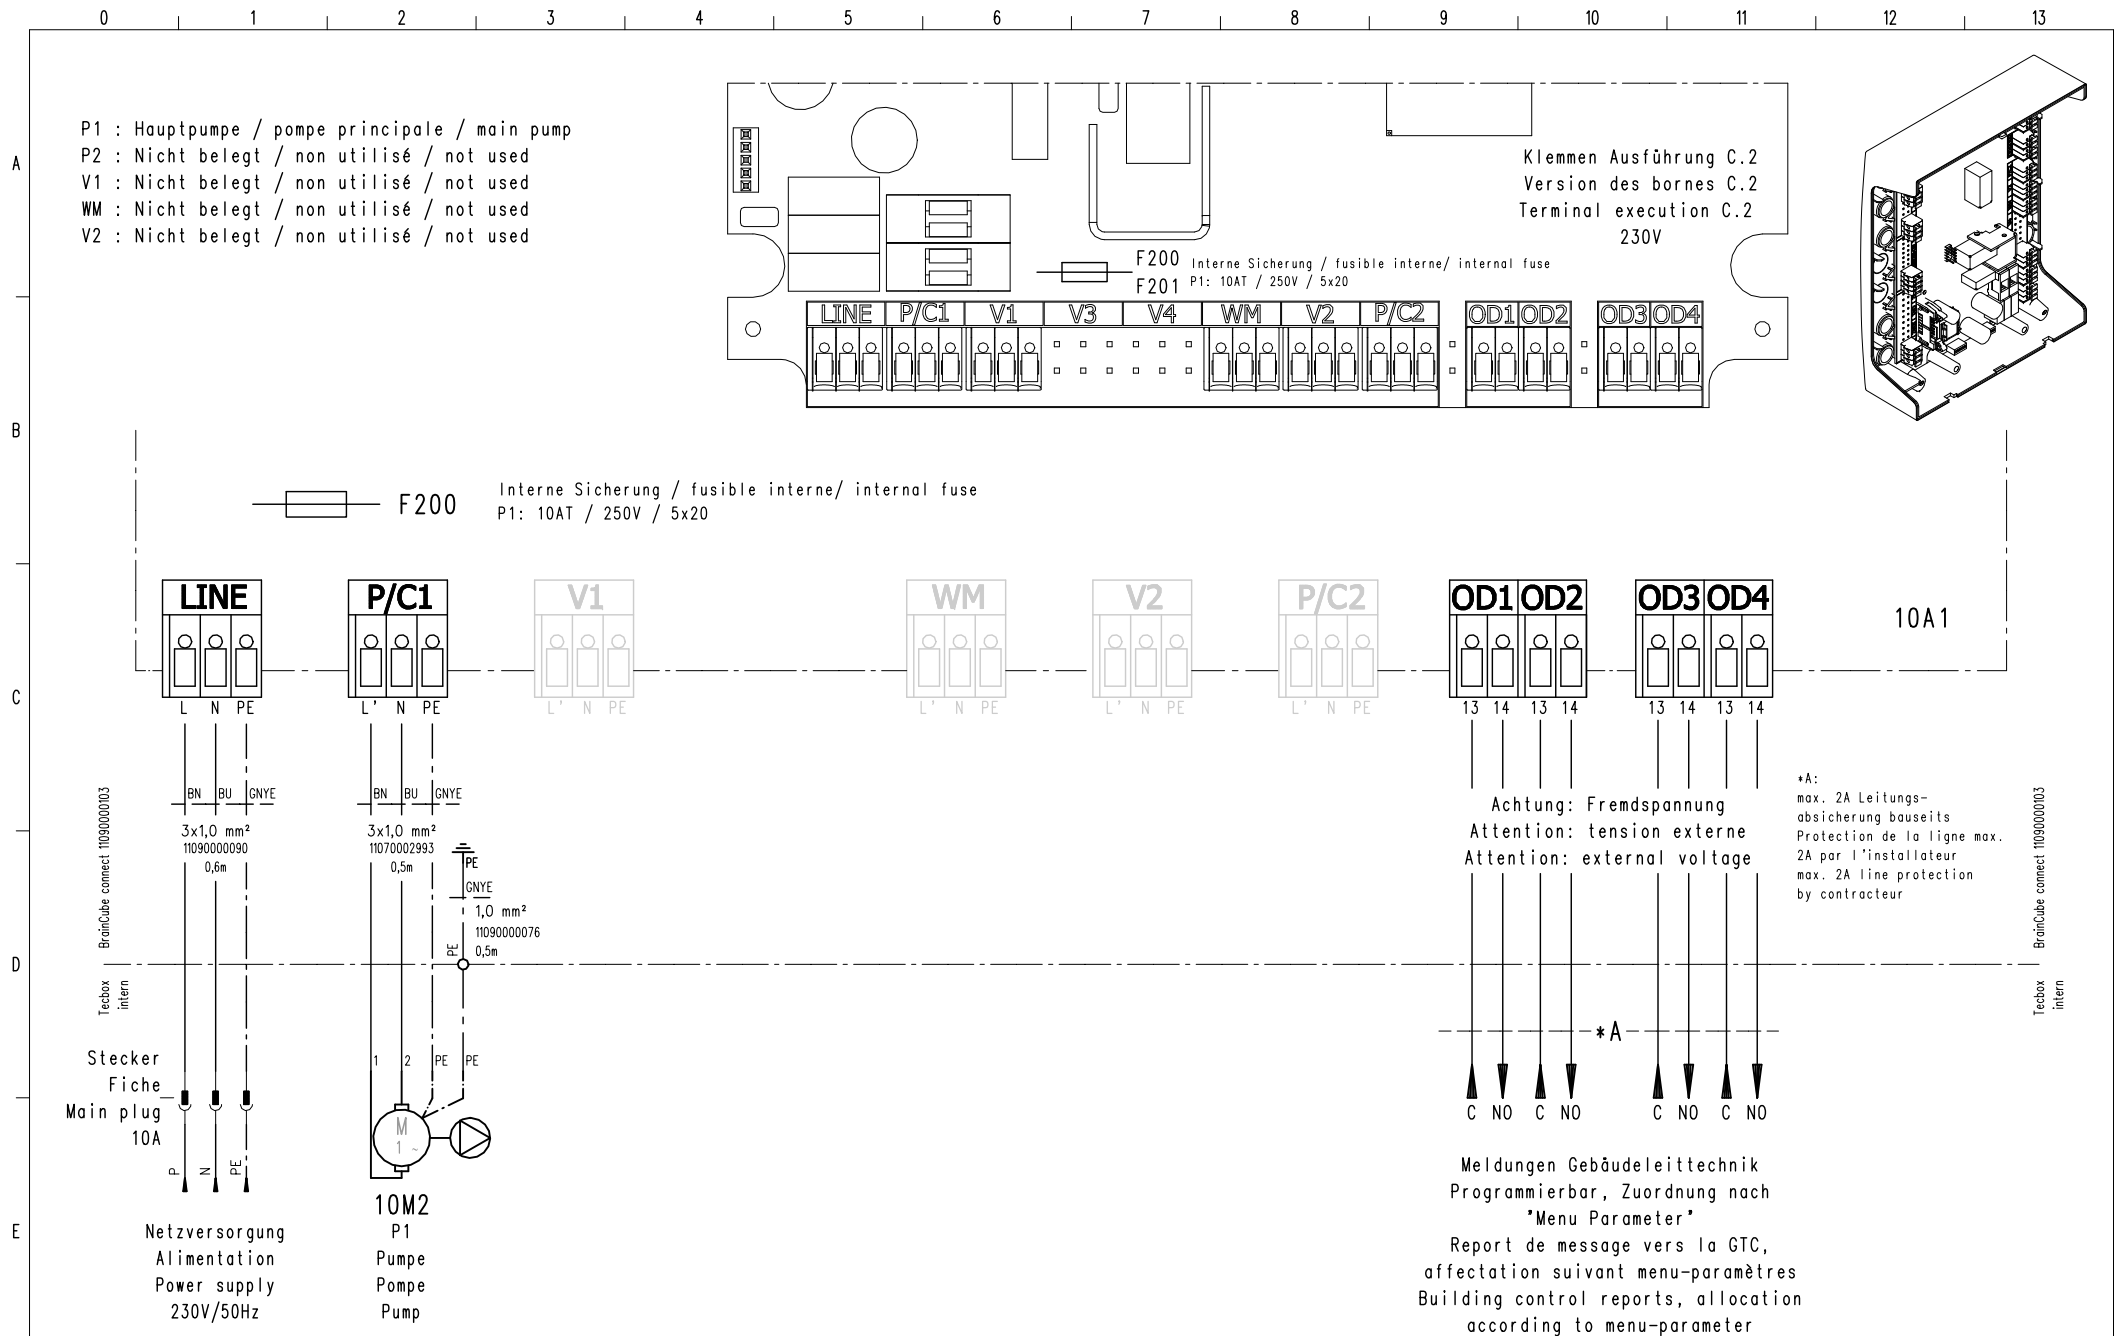 0 1 2 3 4 5 6 7 8 9 10 11 12 13
A
B
C
D
E
P1 : Hauptpumpe / pompe principale / main pump
P2 : Nicht belegt / non utilisé / not used
V1 : Nicht belegt / non utilisé / not used
WM : Nicht belegt / non utilisé / not used
V2 : Nicht belegt / non utilisé / not used
Klemmen Ausführung C.2
Version des bornes C.2
Terminal execution C.2
230V
F200
F201
Interne Sicherung / fusible interne/ internal fuse
P1: 10AT / 250V / 5x20
LINE P/C1 V1 V3 V4 WM V2 P/C2 OD1 OD2 OD3 OD4
F200
Interne Sicherung / fusible interne/ internal fuse
P1: 10AT / 250V / 5x20
LINE P/C1 V1 WM V2 P/C2 OD1 OD2 OD3 OD4
10A1
L N PE L' N PE L' N PE L' N PE L' N PE L' N PE 13 14 13 14 13 14 13 14
BrainCube connect 11090000103
Tecbox
intern
BN BU GNYE
3x1,0 mm²
11090000090
0,6m
BN BU GNYE
3x1,0 mm²
11070002993
0,5m
PE
GNYE
1,0 mm²
11090000076
0,5m
PE
Achtung: Fremdspannung
Attention: tension externe
Attention: external voltage
*A:
max. 2A Leitungs-
absicherung bauseits
Protection de la ligne max.
2A par l'installateur
max. 2A line protection
by contracteur
BrainCube connect 11090000103
Tecbox
intern
Stecker
Fiche
Main plug
10A
P N PE
1 2 PE PE
M
1 ~
*A
C NO C NO C NO C NO
Netzversorgung
Alimentation
Power supply
230V/50Hz
10M2
P1
Pumpe
Pompe
Pump
Meldungen Gebäudeleittechnik
Programmierbar, Zuordnung nach
"Menu Parameter"
Report de message vers la GTC,
affectation suivant menu-paramètres
Building control reports, allocation
according to menu-parameter